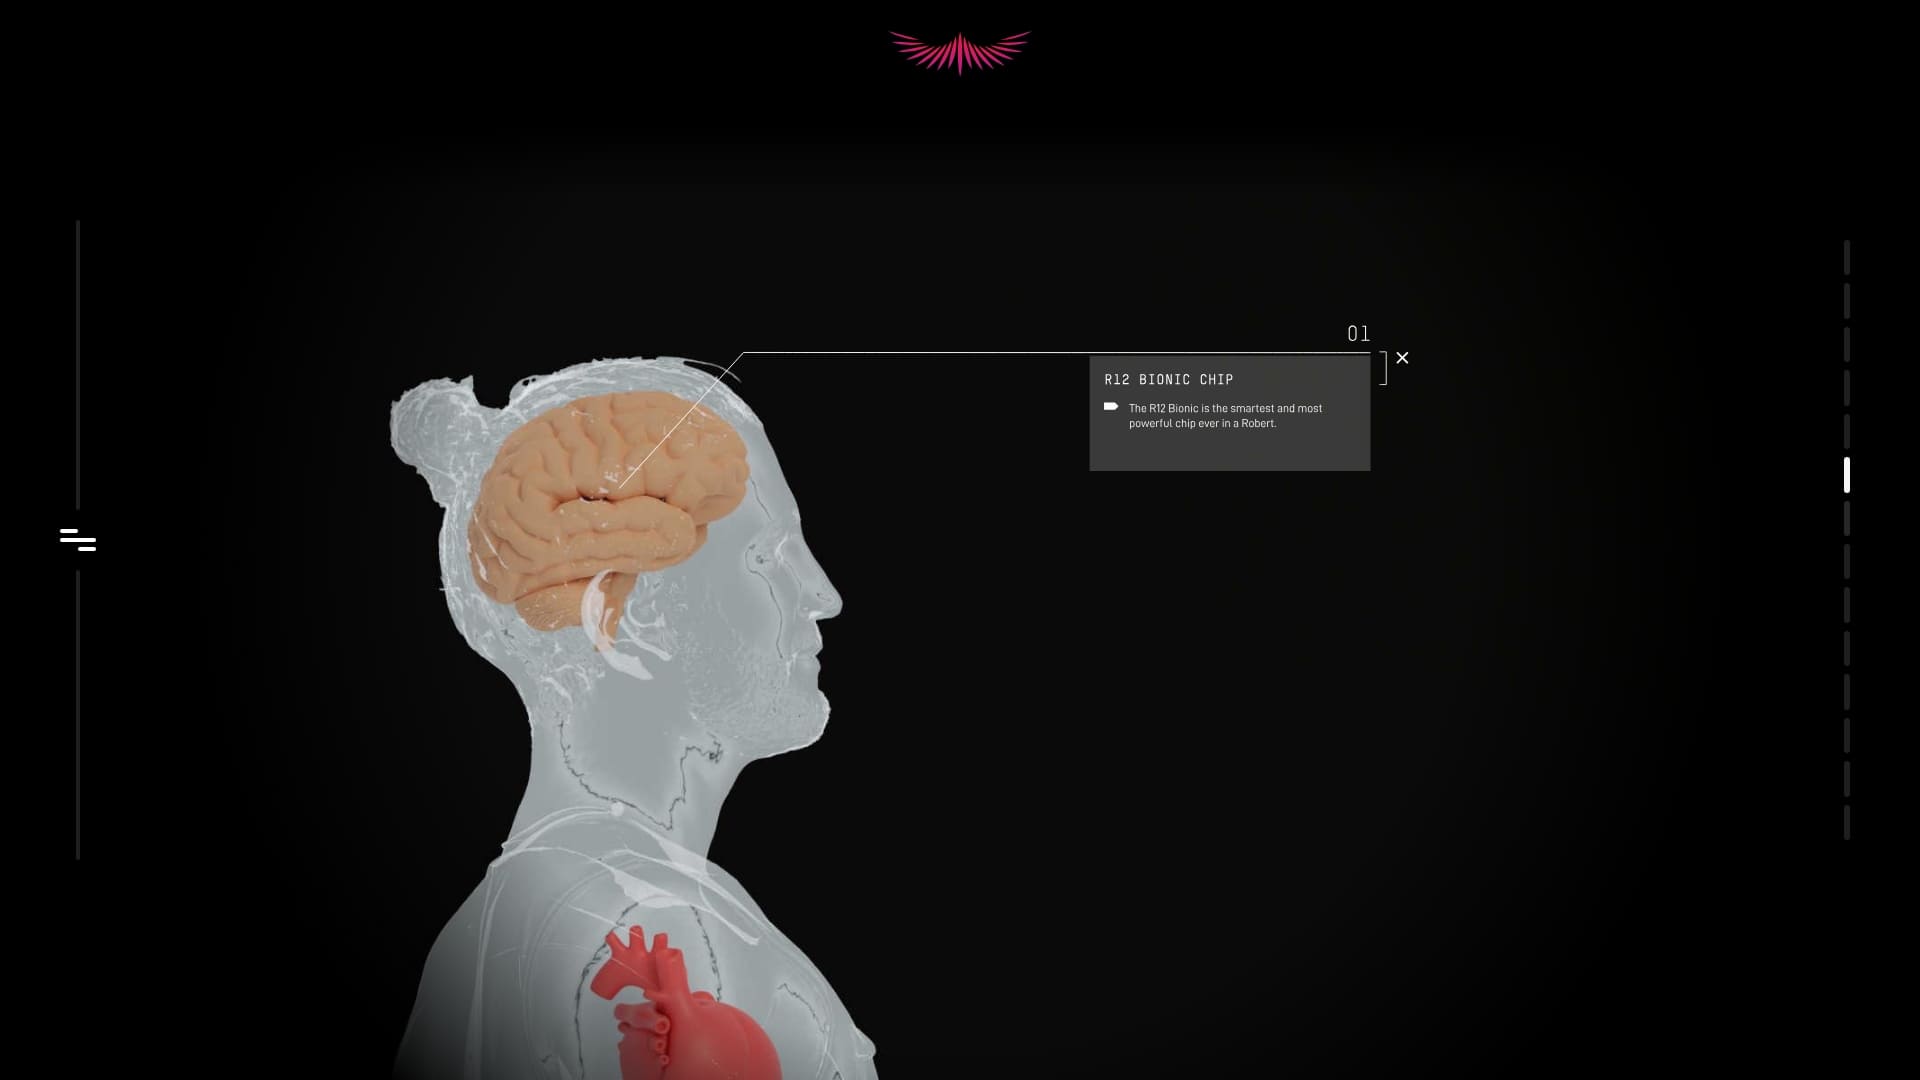 01
R12 BIONIC CHIP
The R12 Bionic is the smartest and most
powerful chip ever in a Robert.